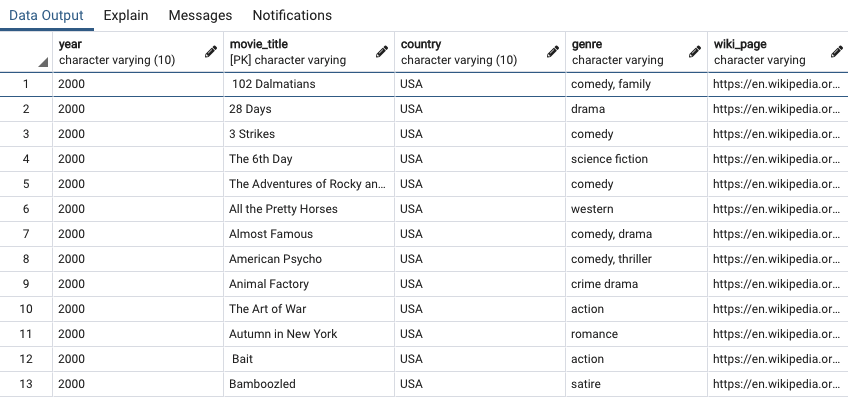 Data Output Explain Messages Notifications
year movie_title country genre wiki_page
character varying (10) [PK] character varying character varying (10) character varying character varying
1 2000 102 Dalmatians USA comedy, family https://en.wikipedia.or...
2 2000 28 Days USA drama https://en.wikipedia.or...
3 2000 3 Strikes USA comedy https://en.wikipedia.or...
4 2000 The 6th Day USA science fiction https://en.wikipedia.or...
5 2000 The Adventures of Rocky an... USA comedy https://en.wikipedia.or...
6 2000 All the Pretty Horses USA western https://en.wikipedia.or...
7 2000 Almost Famous USA comedy, drama https://en.wikipedia.or...
8 2000 American Psycho USA comedy, thriller https://en.wikipedia.or...
9 2000 Animal Factory USA crime drama https://en.wikipedia.or...
10 2000 The Art of War USA action https://en.wikipedia.or...
11 2000 Autumn in New York USA romance https://en.wikipedia.or...
12 2000 Bait USA action https://en.wikipedia.or...
13 2000 Bamboozled USA satire https://en.wikipedia.or...